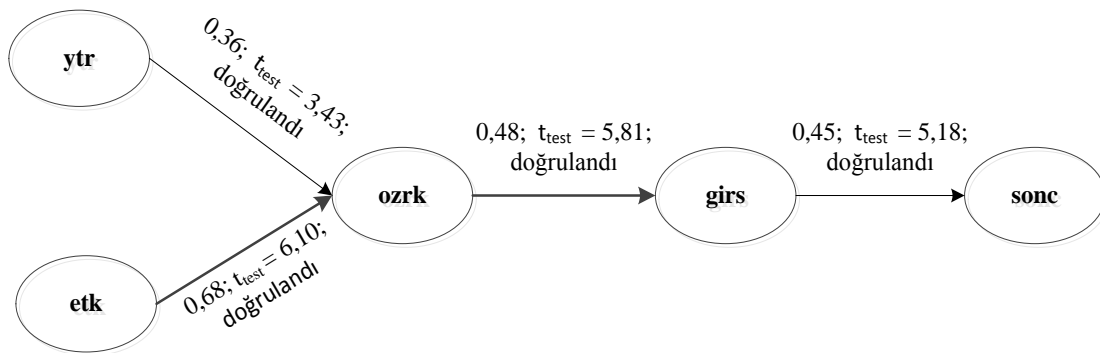 ytr
0,36; ttest = 3,43;
doğrulandı
0,48; ttest = 5,81;
doğrulandı
0,45; ttest = 5,18;
doğrulandı
ozrk
girs
sonc
etk
0,68; ttest = 6,10;
doğrulandı